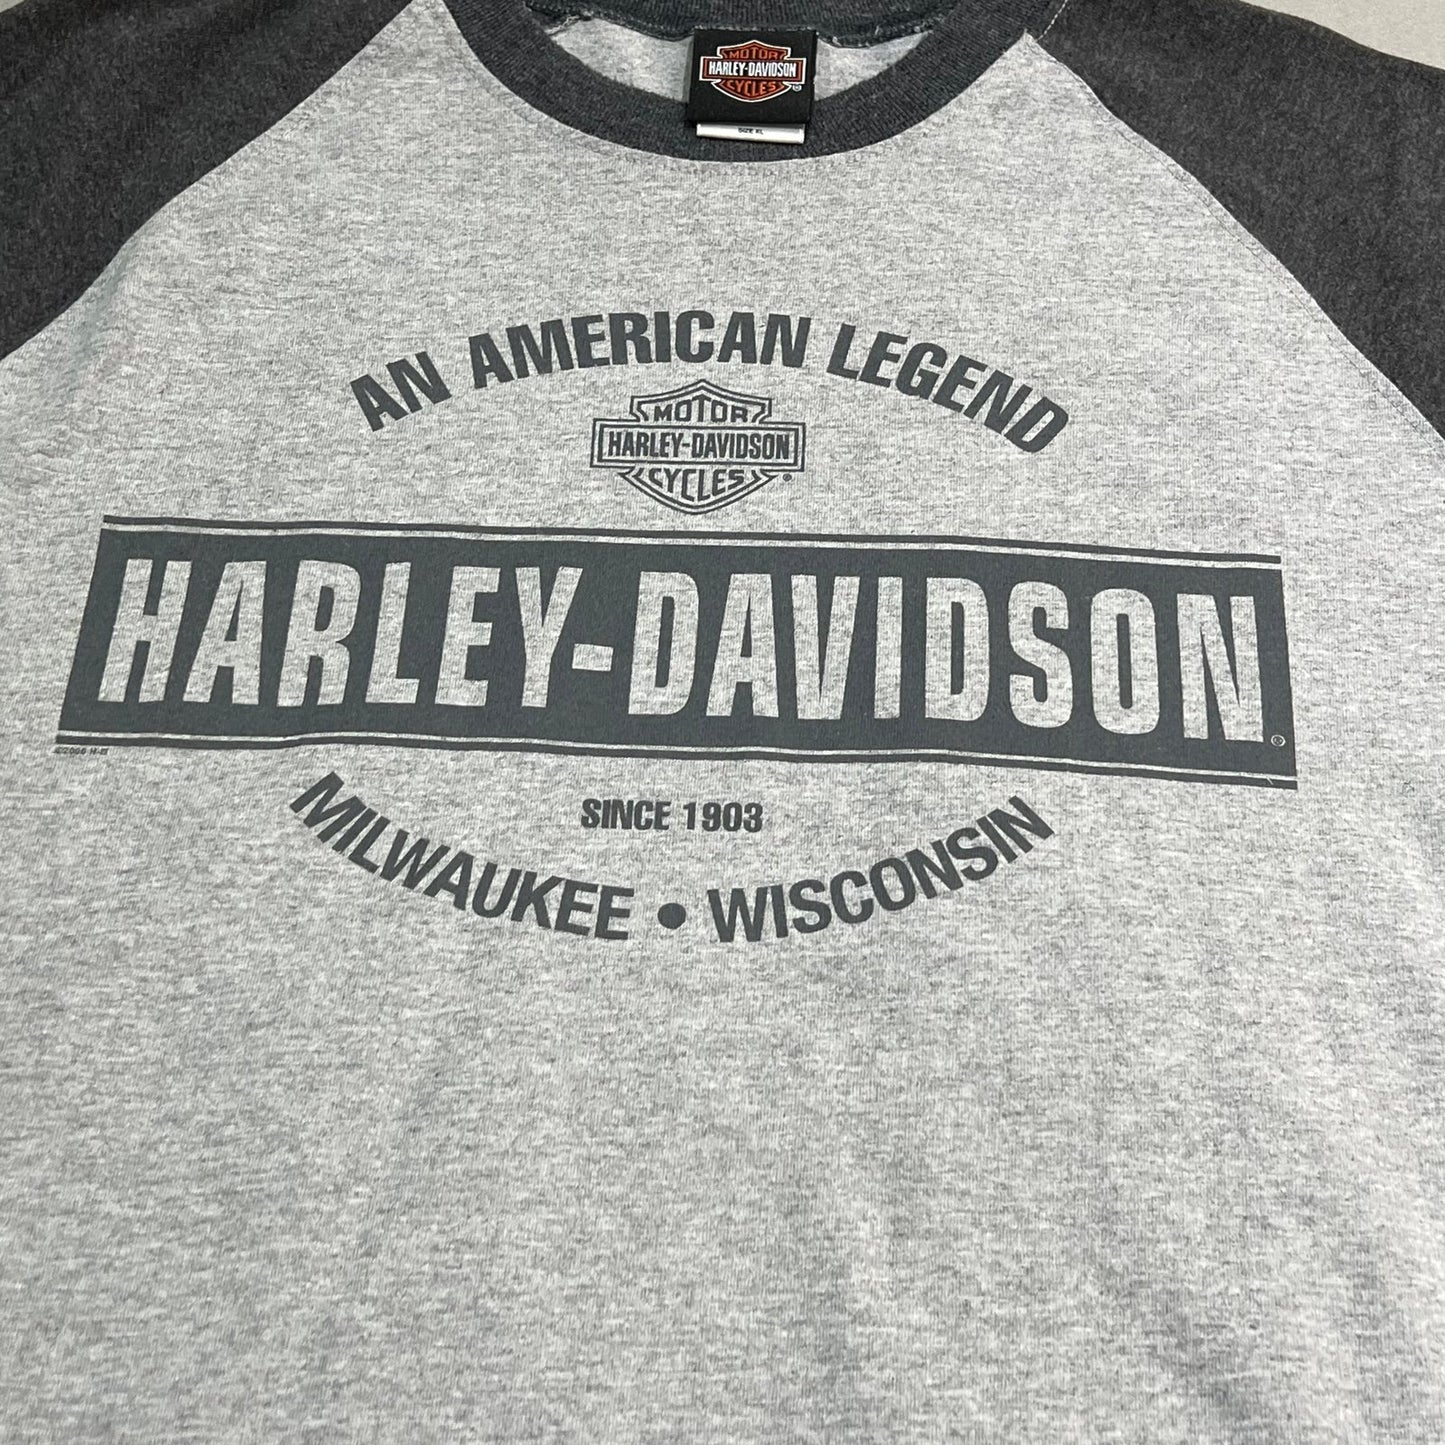 MOTOR
HARLEY-DAVIDSON
CYCLES
SIZE XL
AN AMERICAN LEGEND
MOTOR
HARLEY-DAVIDSON
CYCLES ®
HARLEY-DAVIDSON ®
©2006 H-D
SINCE 1903
MILWAUKEE • WISCONSIN